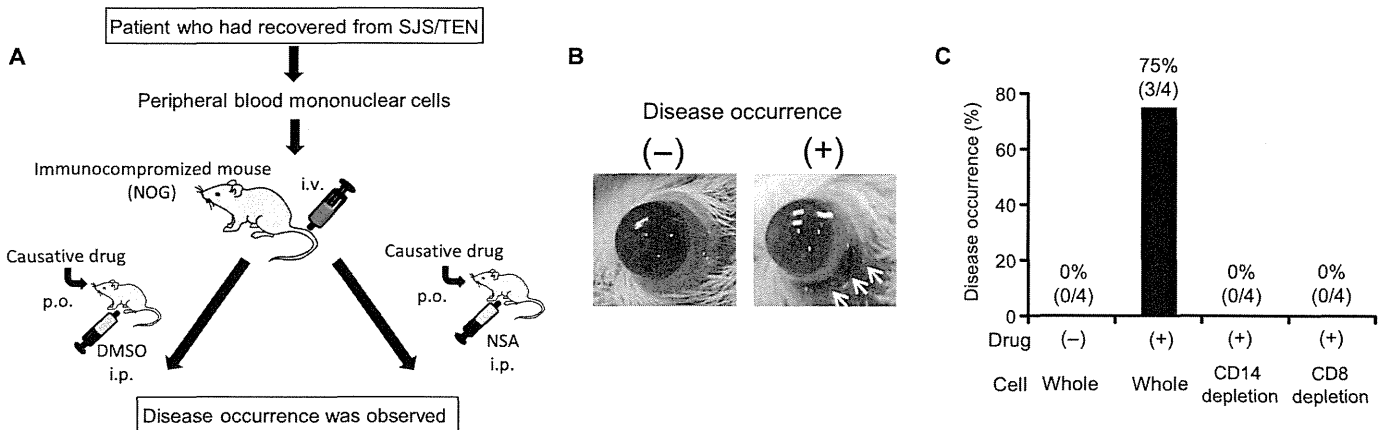 A
Patient who had recovered from SJS/TEN
Peripheral blood mononuclear cells
Immunocompromized mouse
(NOG)
i.v.
Causative drug
p.o.
DMSO
i.p.
Causative drug
p.o.
NSA
i.p.
Disease occurrence was observed
B
Disease occurrence
(–)
(+)
C
Disease occurrence (%)
80
60
40
20
0
0%
(0/4)
75%
(3/4)
0%
(0/4)
0%
(0/4)
Drug (–) (+) (+) (+)
Cell Whole Whole CD14 depletion CD8 depletion